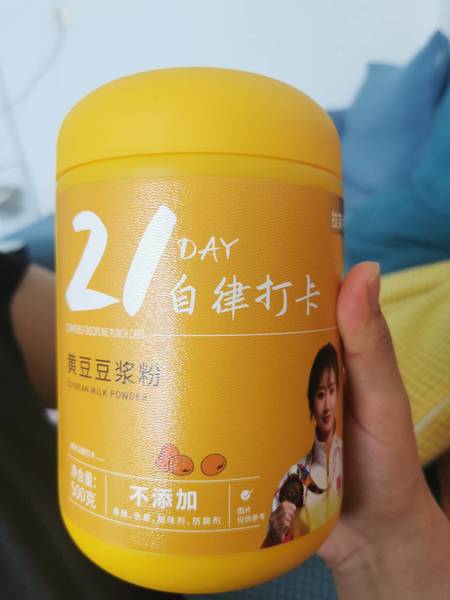 21
DAY
自律打卡
黄豆豆浆粉
SOYBEAN MILK POWDER
净含量:
500克
不添加
香精、色素、甜味剂、防腐剂
图片
仅供参考